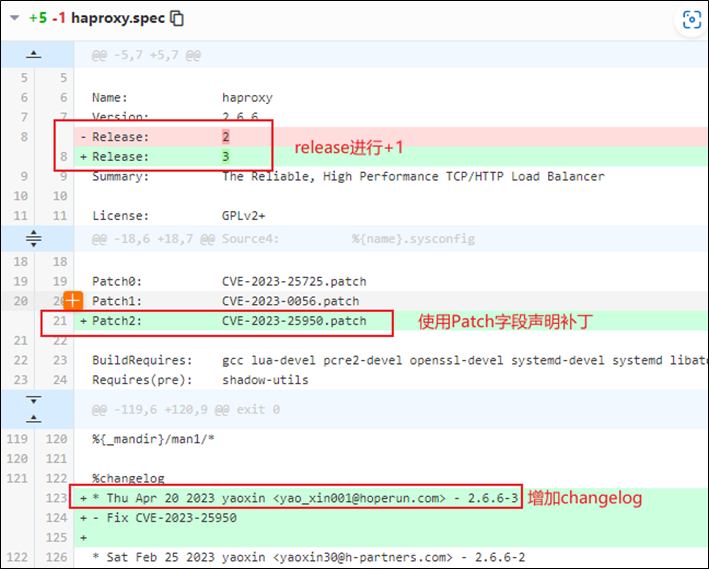 +5 -1 haproxy.spec
@@ -5,7 +5,7 @@
5 5
6 6 Name: haproxy
7 7 Version: 2.6.6
8 - Release: 2
release进行+1
8 + Release: 3
9 9 Summary: The Reliable, High Performance TCP/HTTP Load Balancer
10 10
11 11 License: GPLv2+
@@ -18,6 +18,7 @@ Source4: %{name}.sysconfig
18 18
19 19 Patch0: CVE-2023-25725.patch
20 20 Patch1: CVE-2023-0056.patch
21 + Patch2: CVE-2023-25950.patch 使用Patch字段声明补丁
21 22
22 23 BuildRequires: gcc lua-devel pcre2-devel openssl-devel systemd-devel systemd libato
23 24 Requires(pre): shadow-utils
@@ -119,6 +120,9 @@ exit 0
119 120 %{_mandir}/man1/*
120 121
121 122 %changelog
123 + * Thu Apr 20 2023 yaoxin <yao_xin001@hoperun.com> - 2.6.6-3 增加changelog
124 + - Fix CVE-2023-25950
125 +
122 126 * Sat Feb 25 2023 yaoxin <yaoxin30@h-partners.com> - 2.6.6-2